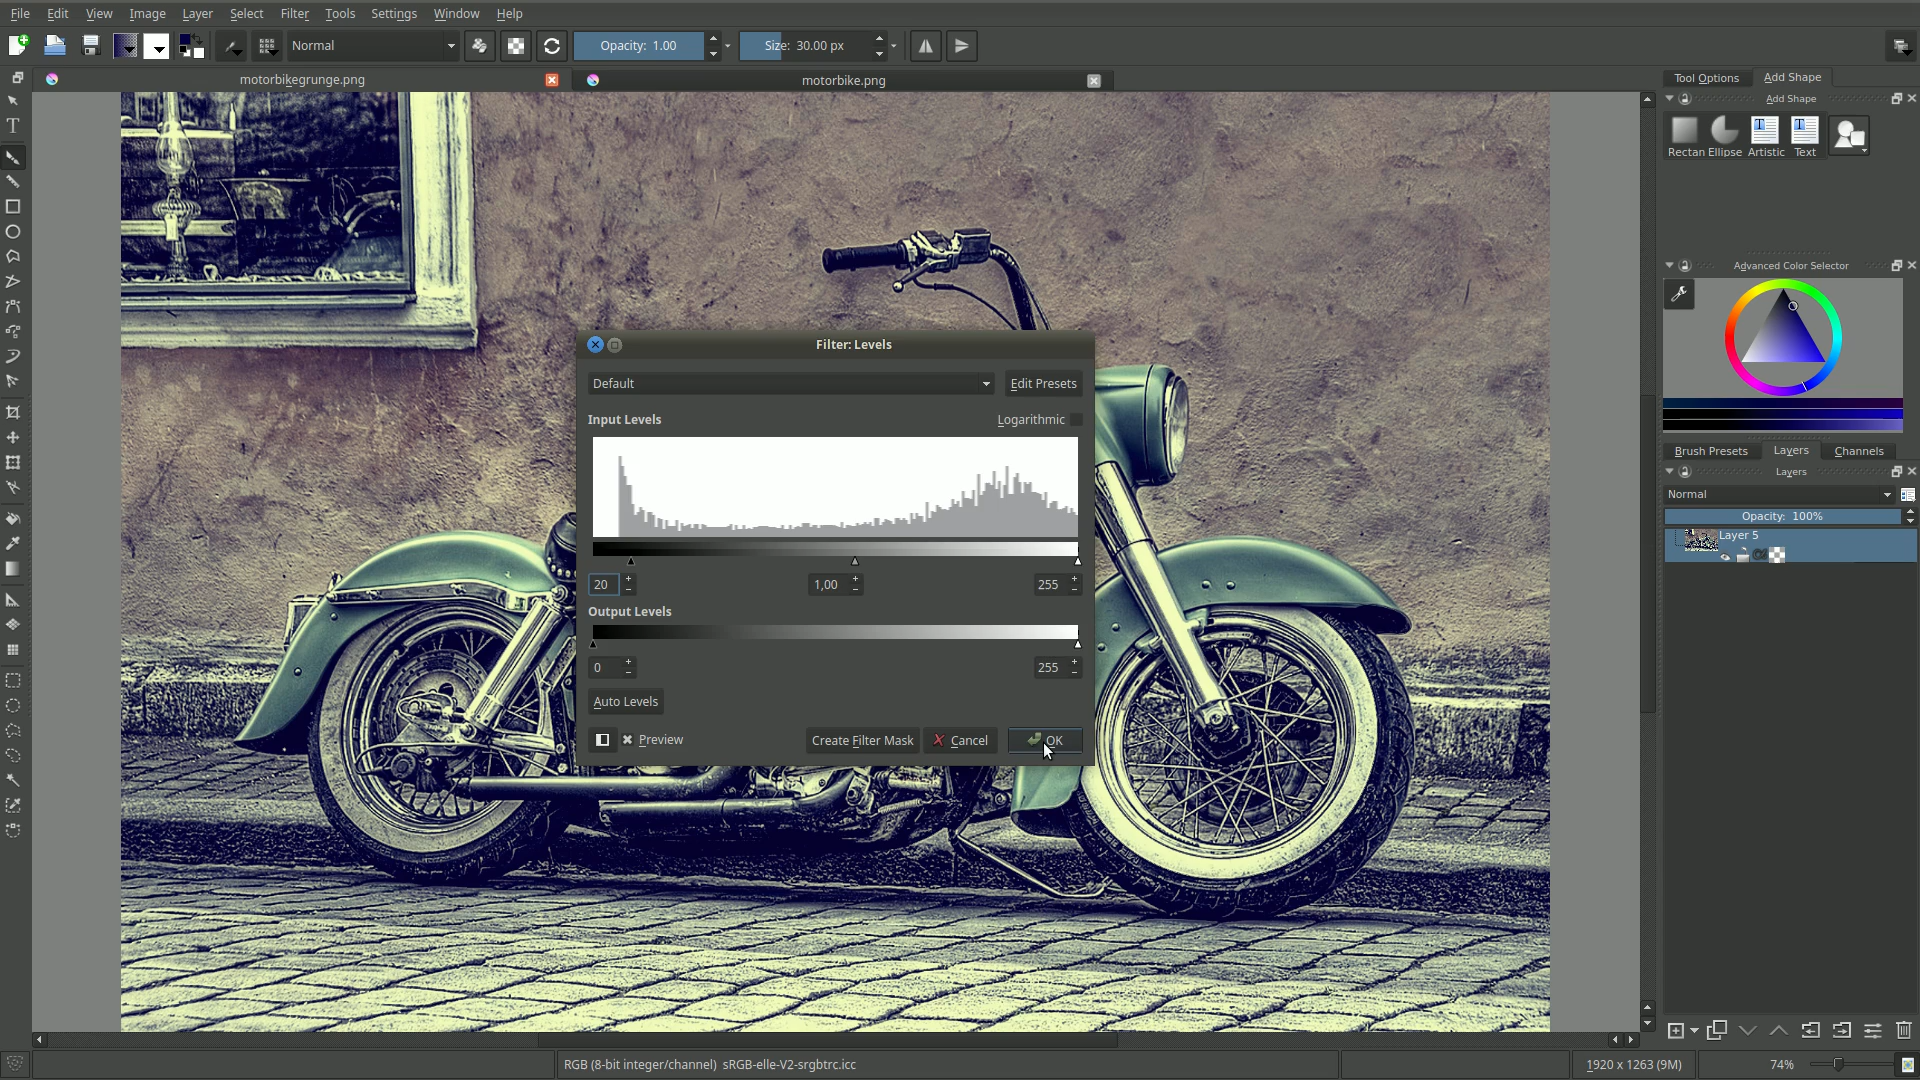 File Edit View Image Layer Select Filter Tools Settings Window Help
Normal Opacity: 1.00 Size: 30.00 px
motorbikegrunge.png motorbike.png
Tool Options Add Shape
Add Shape
T T
Rectan Ellipse Artistic Text
T
Advanced Color Selector
Filter: Levels
Default Edit Presets
Input Levels Logarithmic
20 1,00 255
Output Levels
0 255
Auto Levels
Preview Create Filter Mask Cancel OK
Brush Presets Layers Channels
Layers
Normal
Opacity: 100%
Layer 5
RGB (8-bit integer/channel) sRGB-elle-V2-srgbtrc.icc 1920 x 1263 (9M) 74%